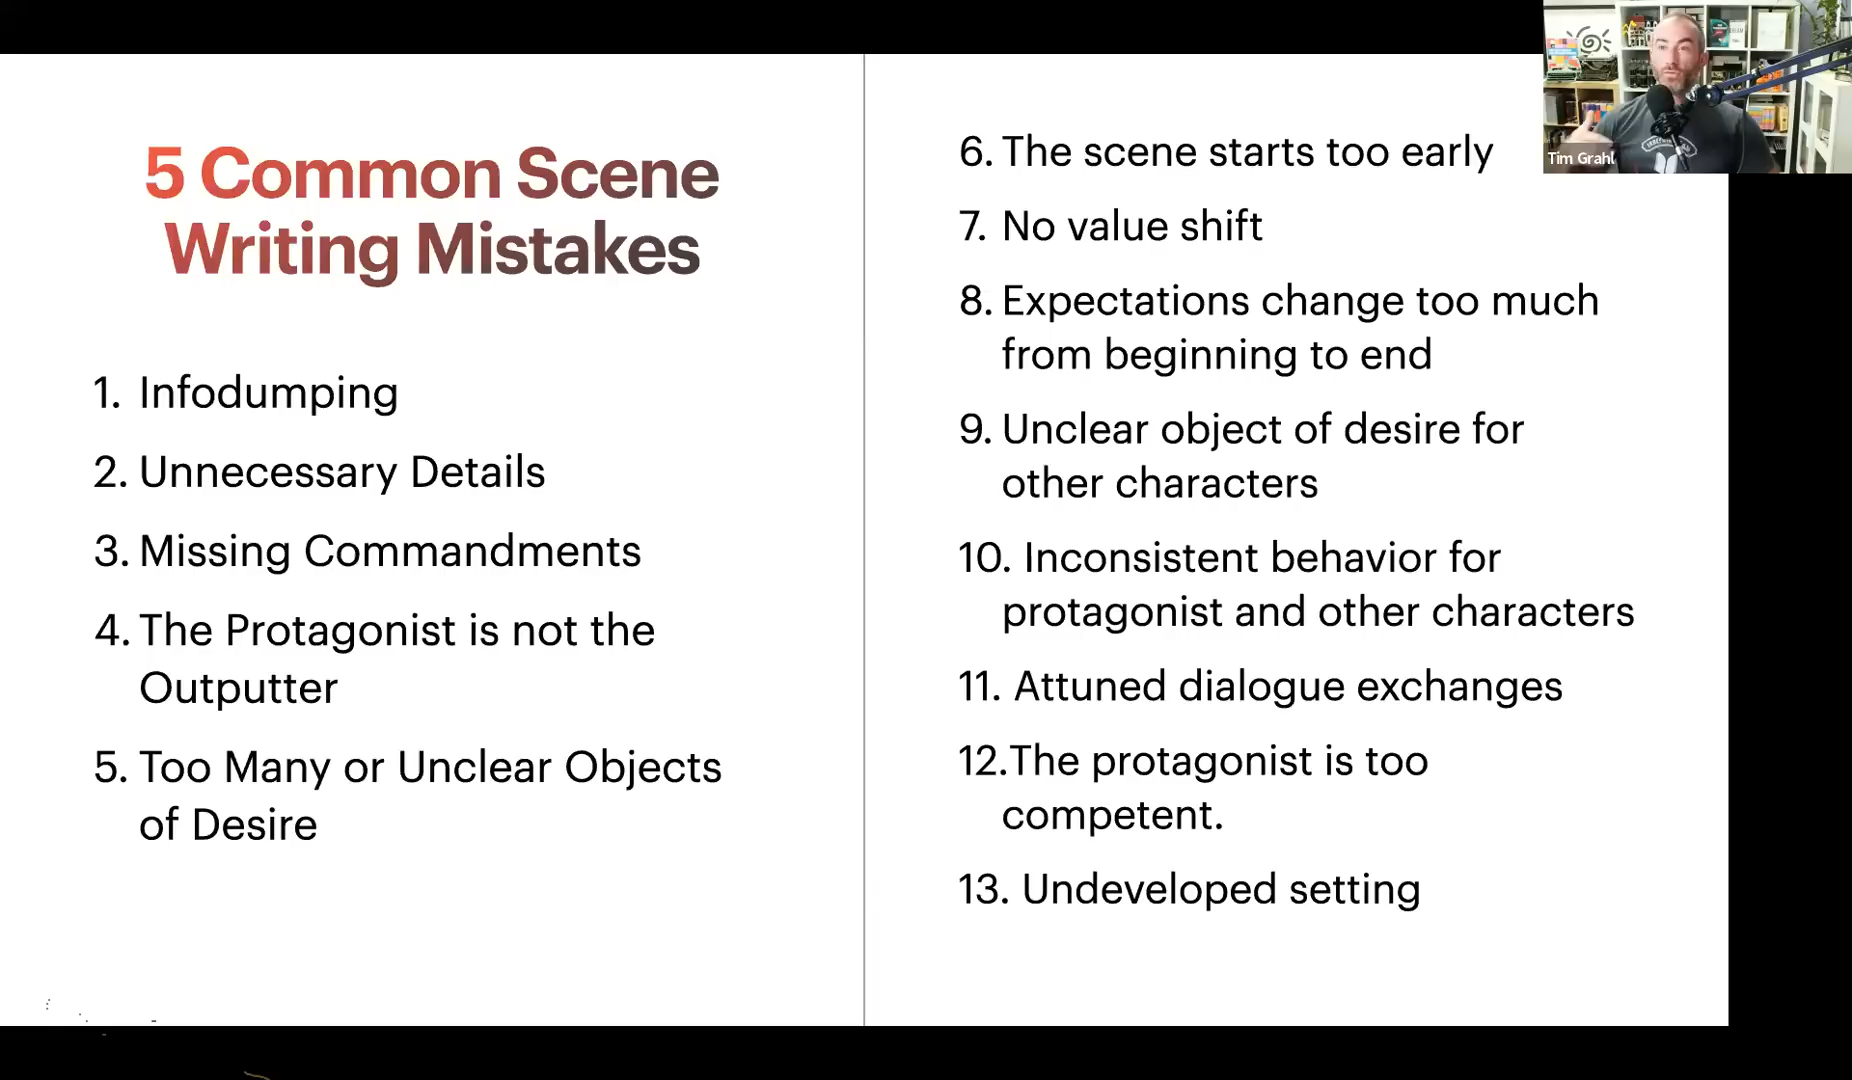 5 Common Scene
Writing Mistakes
1. Infodumping
2. Unnecessary Details
3. Missing Commandments
4. The Protagonist is not the
Outputter
5. Too Many or Unclear Objects
of Desire
6. The scene starts too early
7. No value shift
8. Expectations change too much
from beginning to end
9. Unclear object of desire for
other characters
10. Inconsistent behavior for
protagonist and other characters
11. Attuned dialogue exchanges
12.The protagonist is too
competent.
13. Undeveloped setting
Tim Grahl